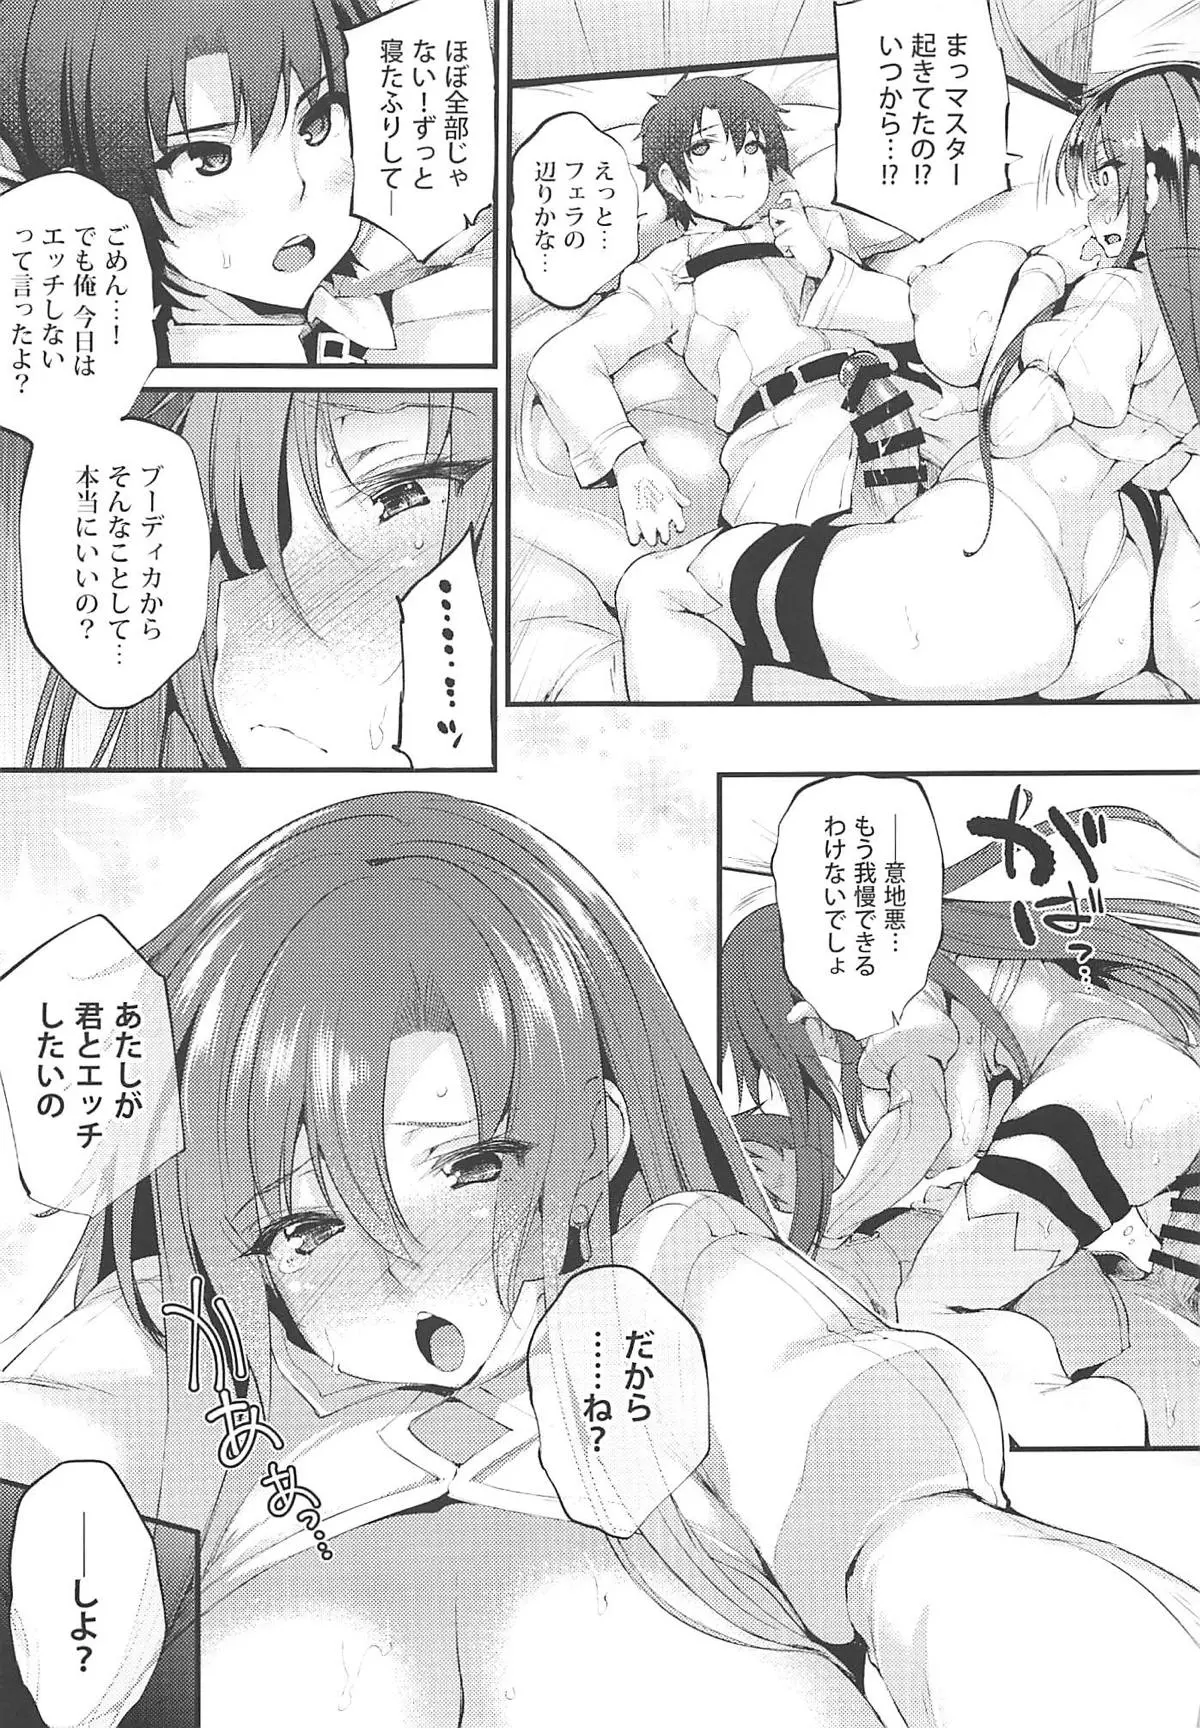 まっマスター
起きてたの!?
いつから…!?
えっと…
フェラの
辺りかな…
ほぼ全部じゃ
ない！ずっと
寝たふりして―
ごめん…！
でも俺 今日は
エッチしない
って言ったよ？
ブーディカから
そんなことして…
本当にいいの？
………
がばっ…
―意地悪…
もう我慢できる
わけないでしょ
あたしが
君とエッチ
したいの
だから
……ね？
はぁ
あぁ
あっ…
―しよ？